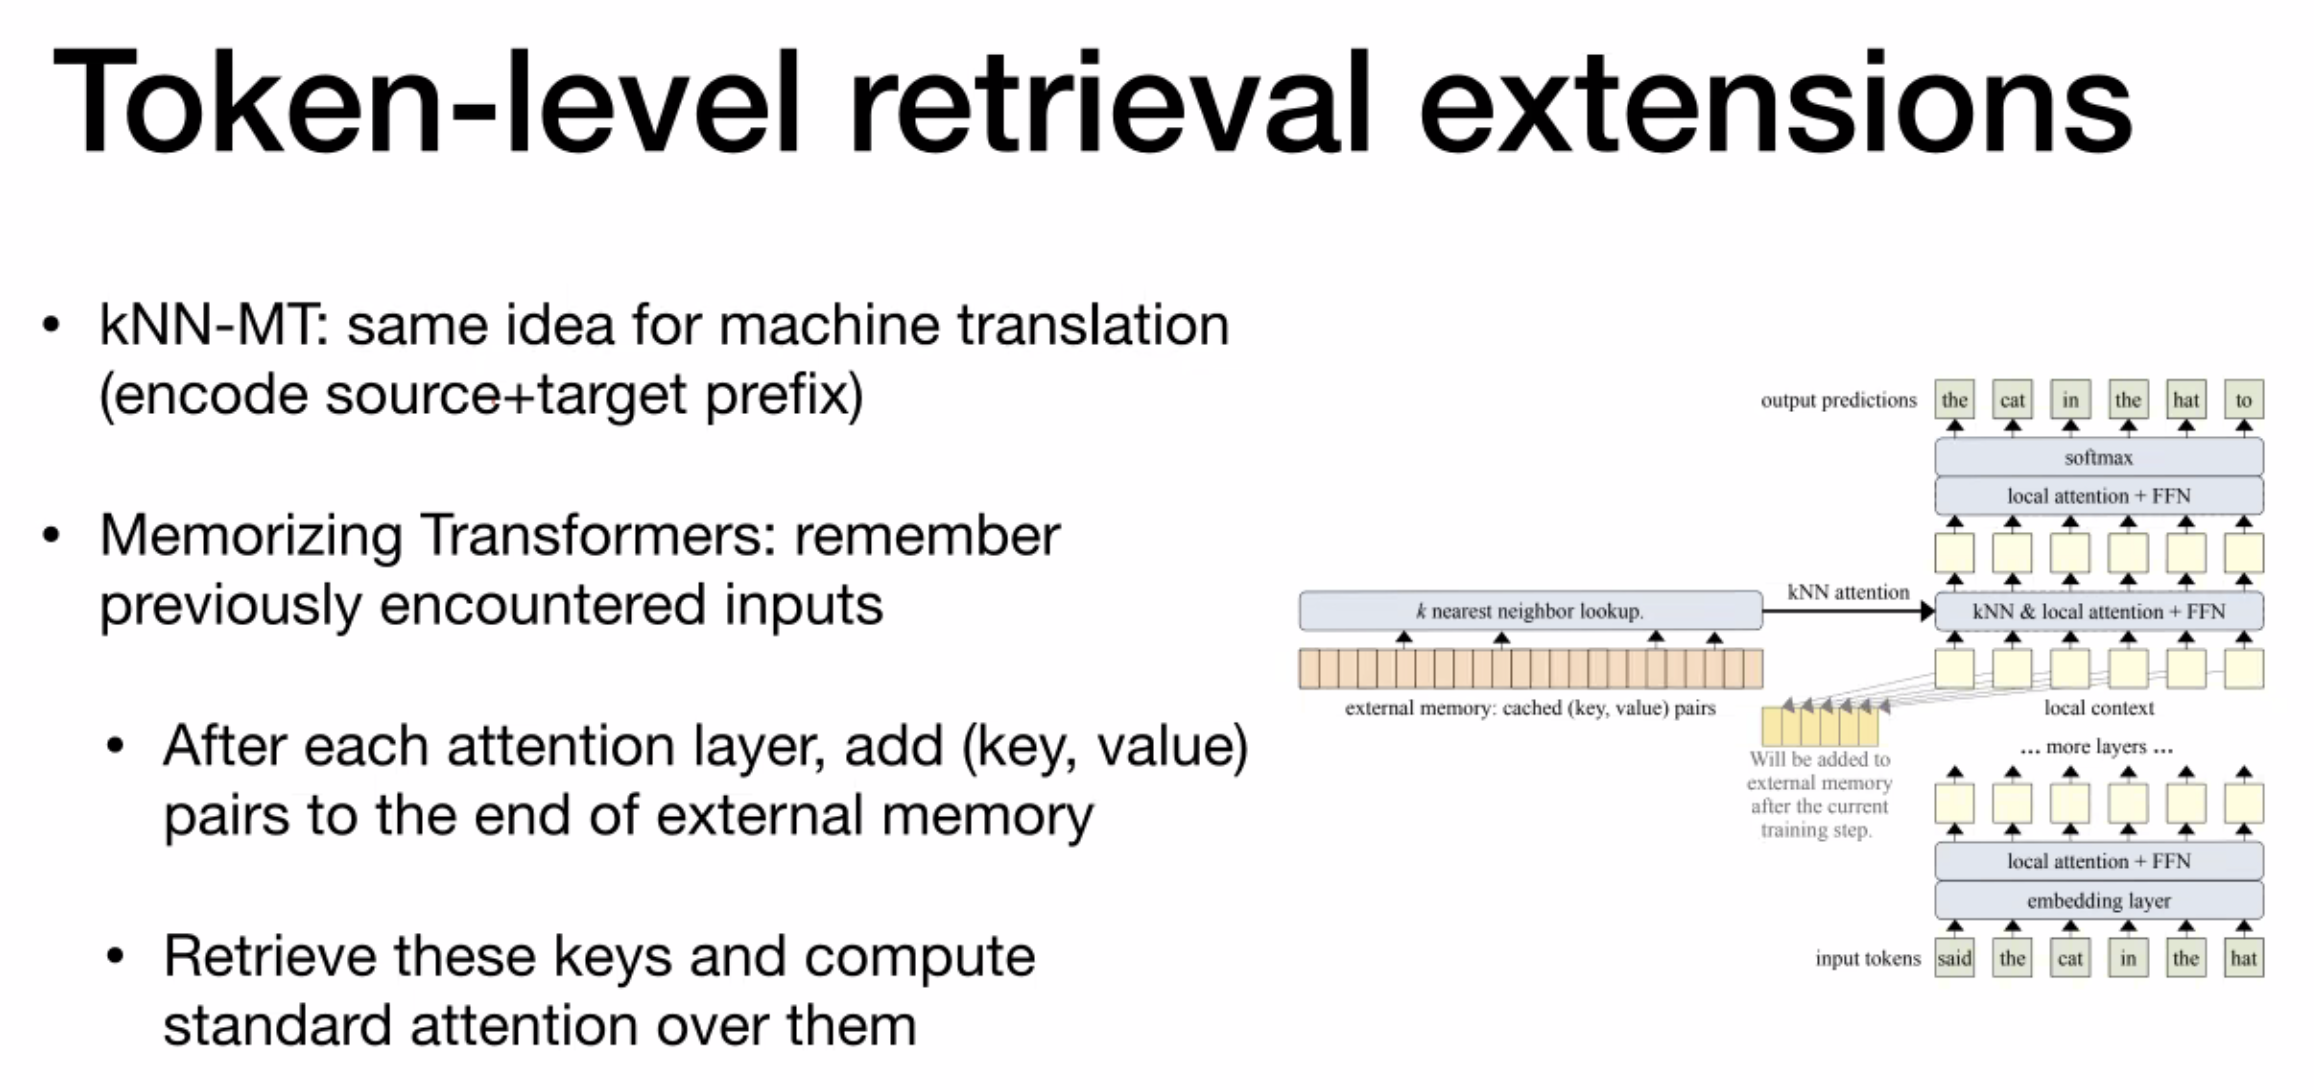 Token-level retrieval extensions
• kNN-MT: same idea for machine translation
(encode source+target prefix)
• Memorizing Transformers: remember
previously encountered inputs
• After each attention layer, add (key, value)
pairs to the end of external memory
• Retrieve these keys and compute
standard attention over them
output predictions the cat in the hat to
softmax
local attention + FFN
k nearest neighbor lookup.
kNN attention
kNN & local attention + FFN
external memory: cached (key, value) pairs
Will be added to
external memory
after the current
training step.
local context
... more layers ...
local attention + FFN
embedding layer
input tokens said the cat in the hat